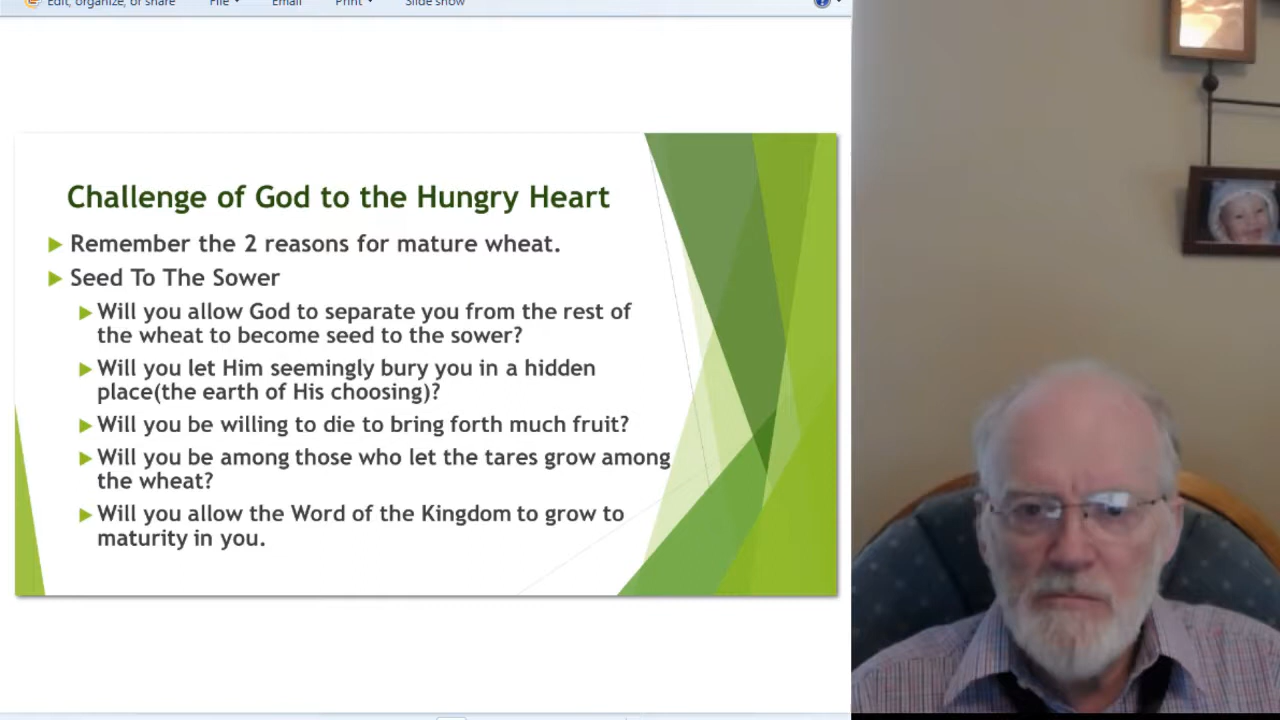 Edit, organize, or share File Email Print Slide show
Challenge of God to the Hungry Heart
Remember the 2 reasons for mature wheat.
Seed To The Sower
Will you allow God to separate you from the rest of
the wheat to become seed to the sower?
Will you let Him seemingly bury you in a hidden
place(the earth of His choosing)?
Will you be willing to die to bring forth much fruit?
Will you be among those who let the tares grow among
the wheat?
Will you allow the Word of the Kingdom to grow to
maturity in you.